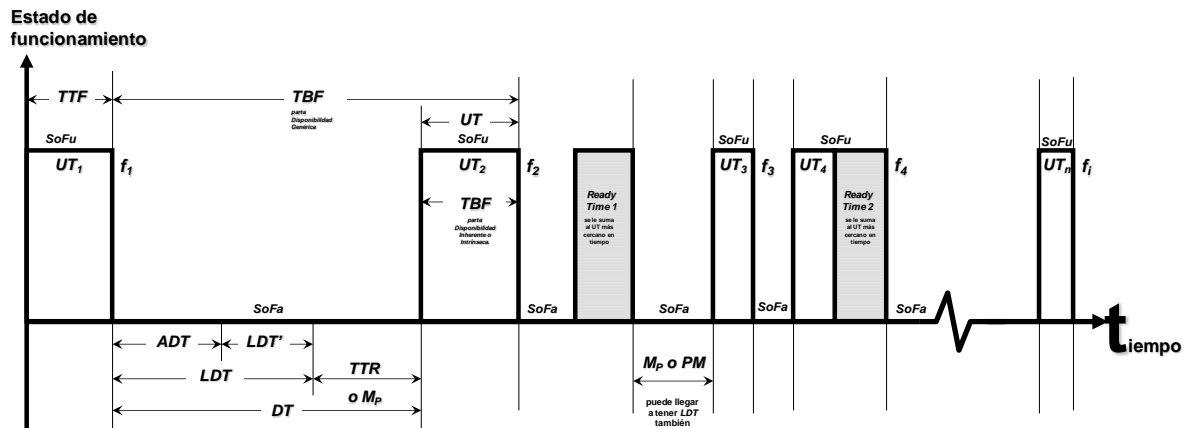 Estado de
funcionamiento
TTF
TBF
parta
Disponibilidad
Genérica
UT
SoFu
SoFu
SoFu
SoFu
SoFu
UT1
f1
UT2
f2
Ready
Time 1
se le suma
al UT más
cercano en
tiempo
UT3
f3
UT4
f4
Ready
Time 2
se le suma
al UT más
cercano en
tiempo
UTn
fi
TBF
parta
Disponibilidad
Inherente o
Intrínseca.
SoFa
SoFa
SoFa
SoFa
SoFa
tiempo
ADT
LDT'
LDT
TTR
o MP
DT
MP o PM
puede llegar
a tener LDT
también